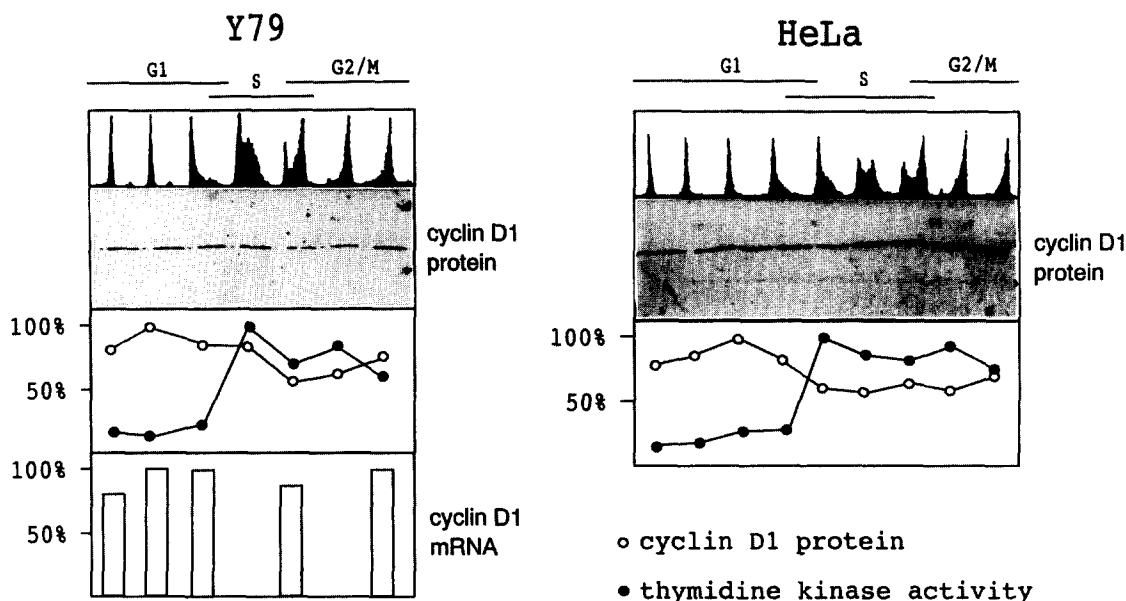 Y79
G1
S
G2/M
cyclin D1
protein
100%
50%
100%
50%
cyclin D1
mRNA
HeLa
G1
S
G2/M
cyclin D1
protein
100%
50%
○ cyclin D1 protein
● thymidine kinase activity